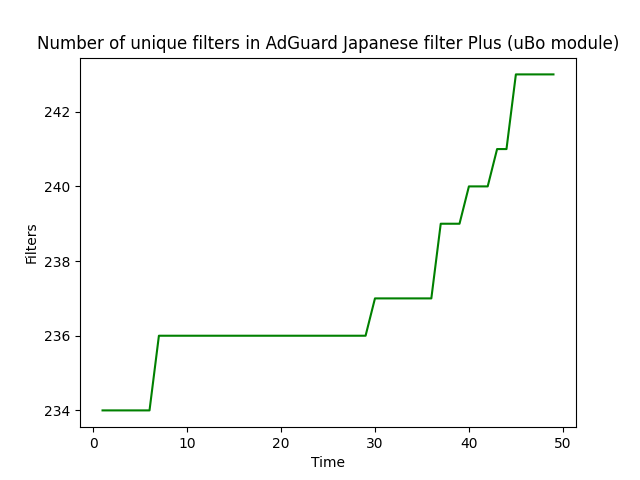 Number of unique filters in AdGuard Japanese filter Plus (uBo module)
242
240
238
236
234
Filters
0 10 20 30 40 50
Time